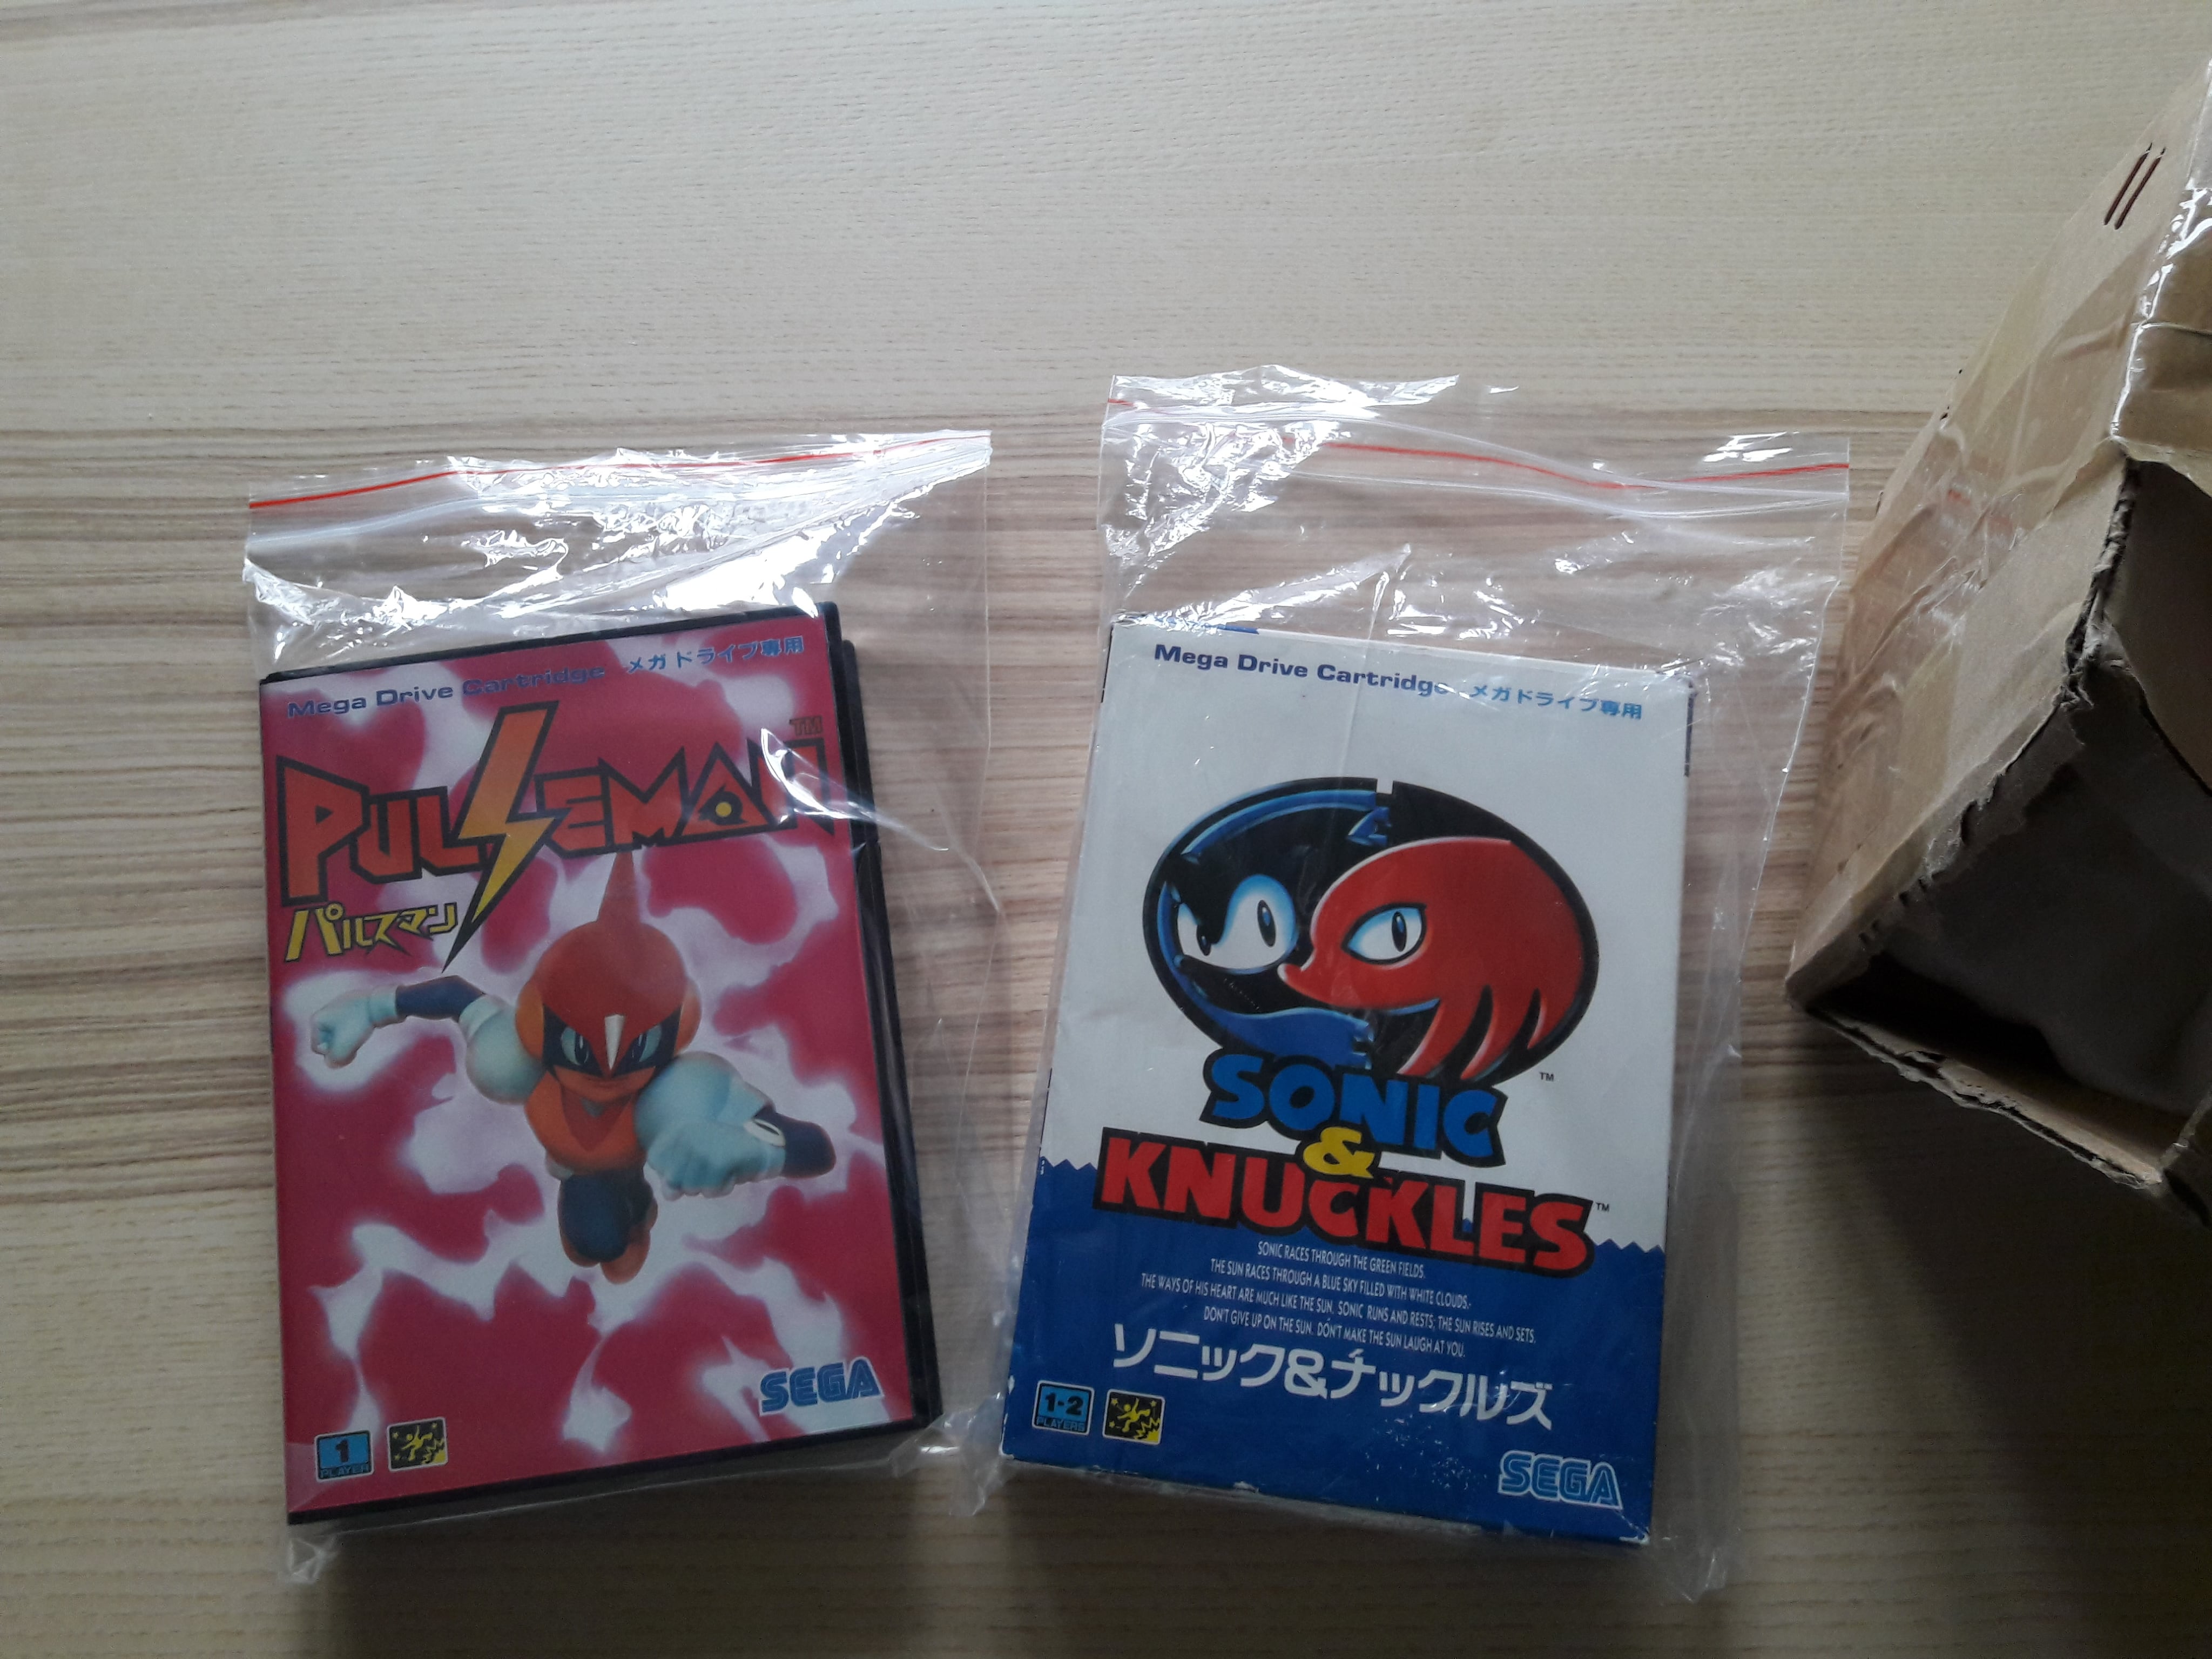 Mega Drive Cartridge メガドライブ専用
PULSEMAN™
パルスマン
SEGA
1
PLAYER
Mega Drive Cartridge メガドライブ専用
SONIC
&
KNUCKLES™
™
SONIC RACES THROUGH THE GREEN FIELDS.
THE SUN RACES THROUGH A BLUE SKY FILLED WITH WHITE CLOUDS.
THE WAYS OF HIS HEART ARE MUCH LIKE THE SUN. SONIC RUNS AND RESTS; THE SUN RISES AND SETS.
DON'T GIVE UP ON THE SUN. DON'T MAKE THE SUN LAUGH AT YOU.
ソニック&ナックルズ
1-2
PLAYERS
SEGA